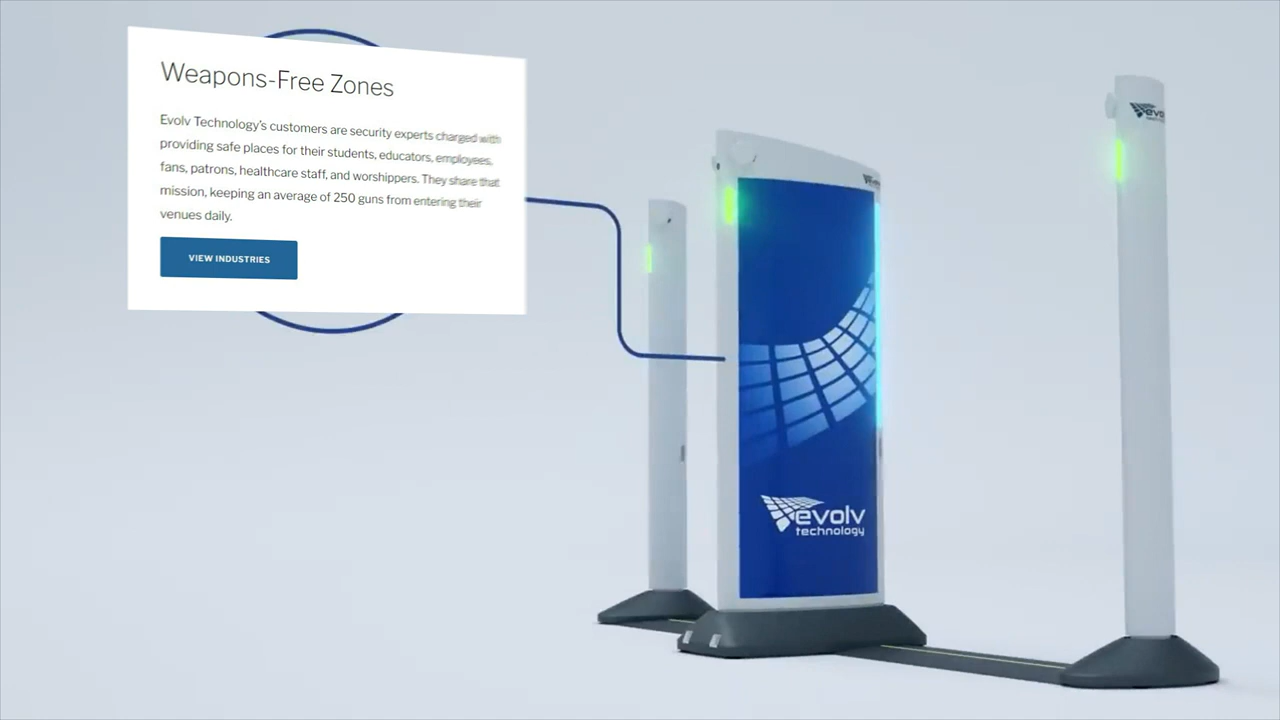 Weapons-Free Zones
Evolv Technology's customers are security experts charged with
providing safe places for their students, educators, employees,
fans, patrons, healthcare staff, and worshippers. They share that
mission, keeping an average of 250 guns from entering their
venues daily.
VIEW INDUSTRIES
evolv
technology